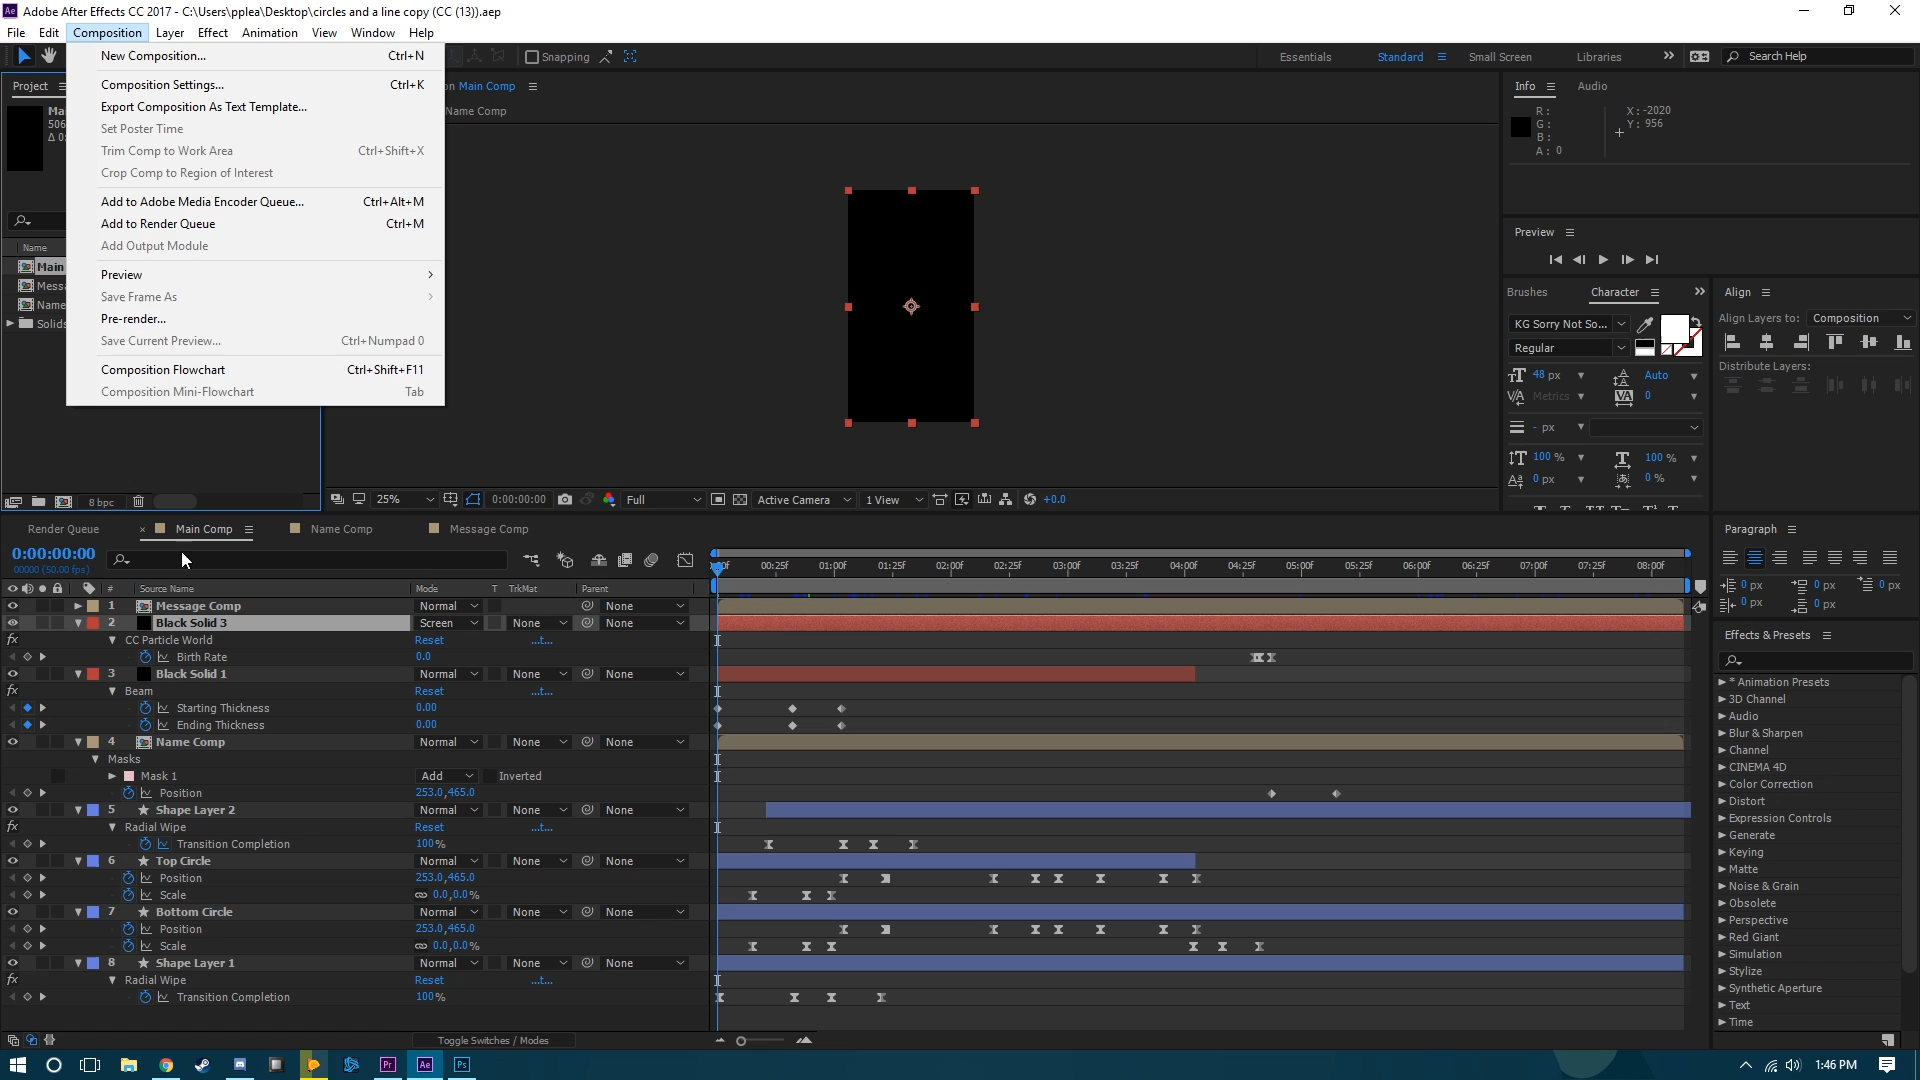 Adobe After Effects CC 2017 - C:\Users\pplea\Desktop\circles and a line copy (CC (13)).aep
File Edit Composition Layer Effect Animation View Window Help
Snapping
Essentials Standard Small Screen Libraries Search Help
New Composition... Ctrl+N
Composition Settings... Ctrl+K
Export Composition As Text Template...
Set Poster Time
Trim Comp to Work Area Ctrl+Shift+X
Crop Comp to Region of Interest
Add to Adobe Media Encoder Queue... Ctrl+Alt+M
Add to Render Queue Ctrl+M
Add Output Module
Preview
Save Frame As
Pre-render...
Save Current Preview... Ctrl+Numpad 0
Composition Flowchart Ctrl+Shift+F11
Composition Mini-Flowchart Tab
Project
Name
Main
Solids
8 bpc
Main Comp
Name Comp
25% 0:00:00:00 Full Active Camera 1 View +0.0
Info Audio
R: X: -2020
G: Y: 956
B:
A: 0
Preview
Brushes Character
KG Sorry Not So...
Regular
48 px Auto
Metrics 0
- px
100 % 100 %
0 px 0 %
Align
Align Layers to: Composition
Distribute Layers:
Paragraph
0 px 0 px 0 px
0 px 0 px
Effects & Presets
* Animation Presets
3D Channel
Audio
Blur & Sharpen
Channel
CINEMA 4D
Color Correction
Distort
Expression Controls
Generate
Keying
Matte
Noise & Grain
Obsolete
Perspective
Red Giant
Simulation
Stylize
Synthetic Aperture
Text
Time
Render Queue Main Comp Name Comp Message Comp
0:00:00:00
00000 (50.00 fps)
00:25f 01:00f 01:25f 02:00f 02:25f 03:00f 03:25f 04:00f 04:25f 05:00f 05:25f 06:00f 06:25f 07:00f 07:25f 08:00f
# Source Name Mode T TrkMat Parent
1 Message Comp Normal None
2 Black Solid 3 Screen None None
fx CC Particle World Reset ...t...
Birth Rate 0.0
3 Black Solid 1 Normal None None
fx Beam Reset ...t...
Starting Thickness 0.00
Ending Thickness 0.00
4 Name Comp Normal None None
Masks
Mask 1 Add Inverted
Position 253.0,465.0
5 Shape Layer 2 Normal None None
fx Radial Wipe Reset ...t...
Transition Completion 100%
6 Top Circle Normal None None
Position 253.0,465.0
Scale 0.0,0.0%
7 Bottom Circle Normal None None
Position 253.0,465.0
Scale 0.0,0.0%
8 Shape Layer 1 Normal None None
fx Radial Wipe Reset ...t...
Transition Completion 100%
Toggle Switches / Modes
Pr Ae Ps
1:46 PM